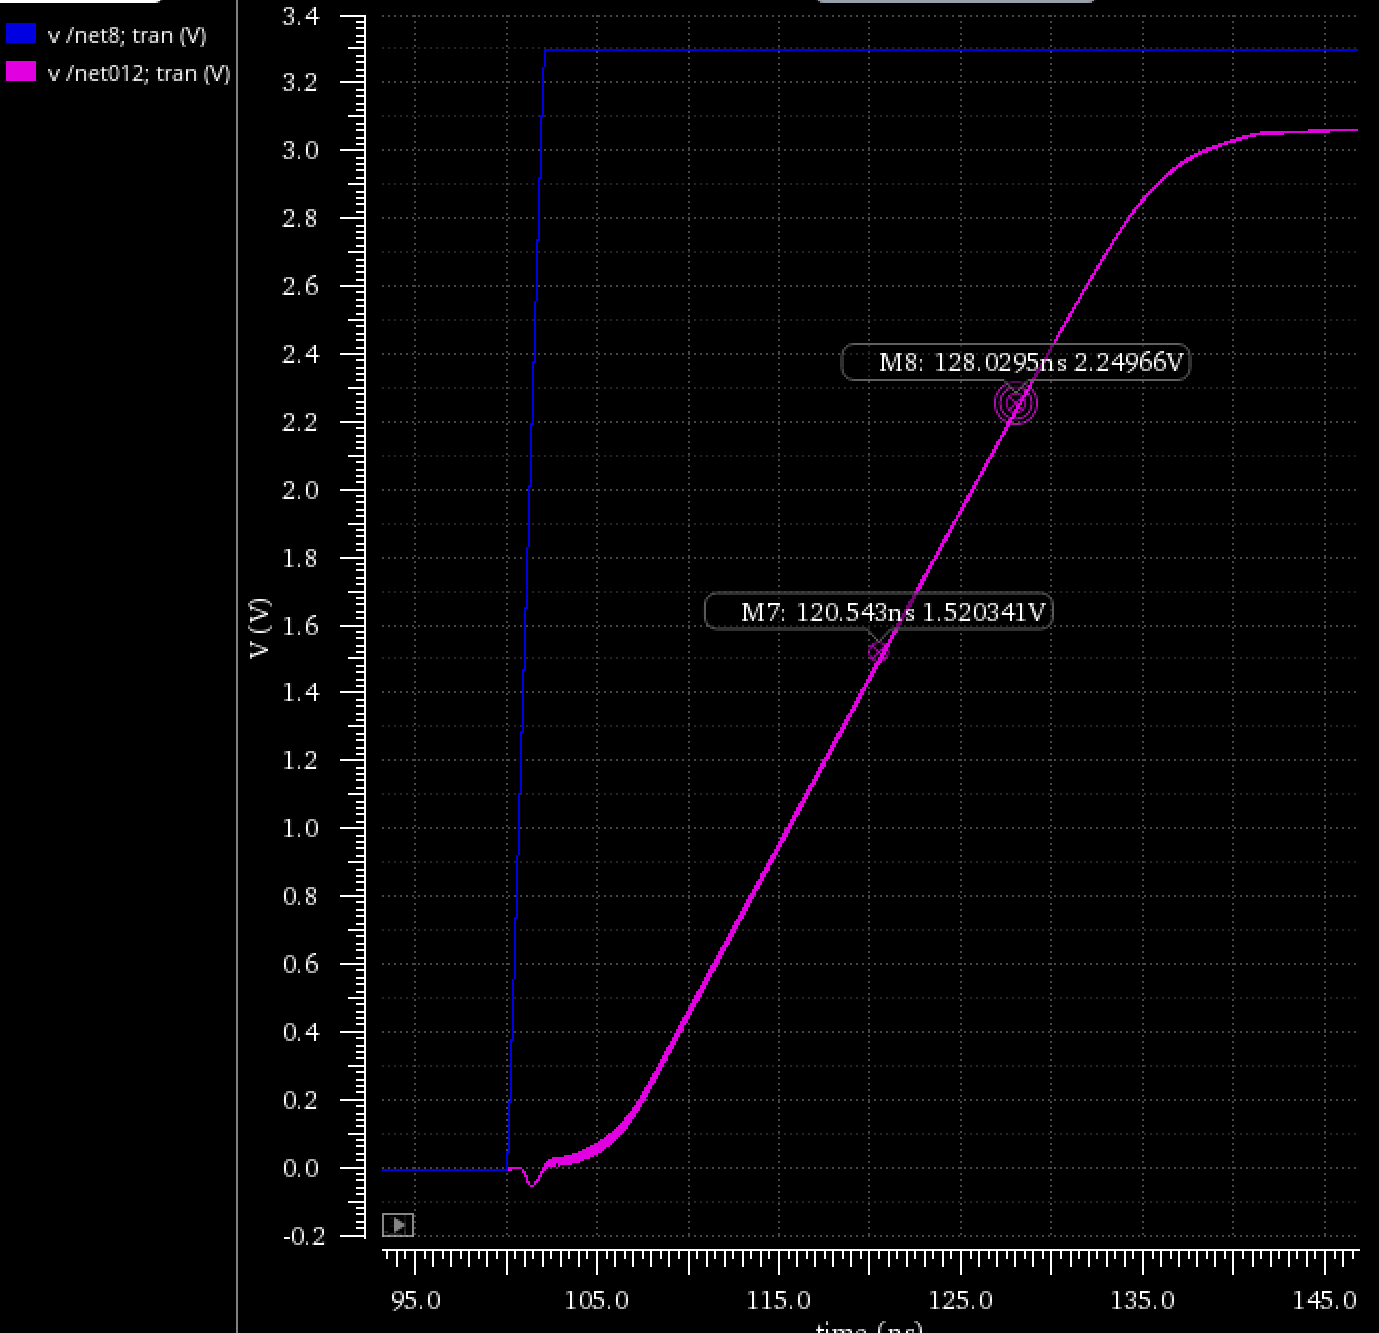 v /net8; tran (V)
v /net012; tran (V)
3.4
3.2
3.0
2.8
2.6
2.4
2.2
2.0
1.8
1.6
1.4
1.2
1.0
0.8
0.6
0.4
0.2
0.0
-0.2
V (V)
M8: 128.0295ns 2.24966V
M7: 120.543ns 1.520341V
95.0 105.0 115.0 125.0 135.0 145.0
time (ns)